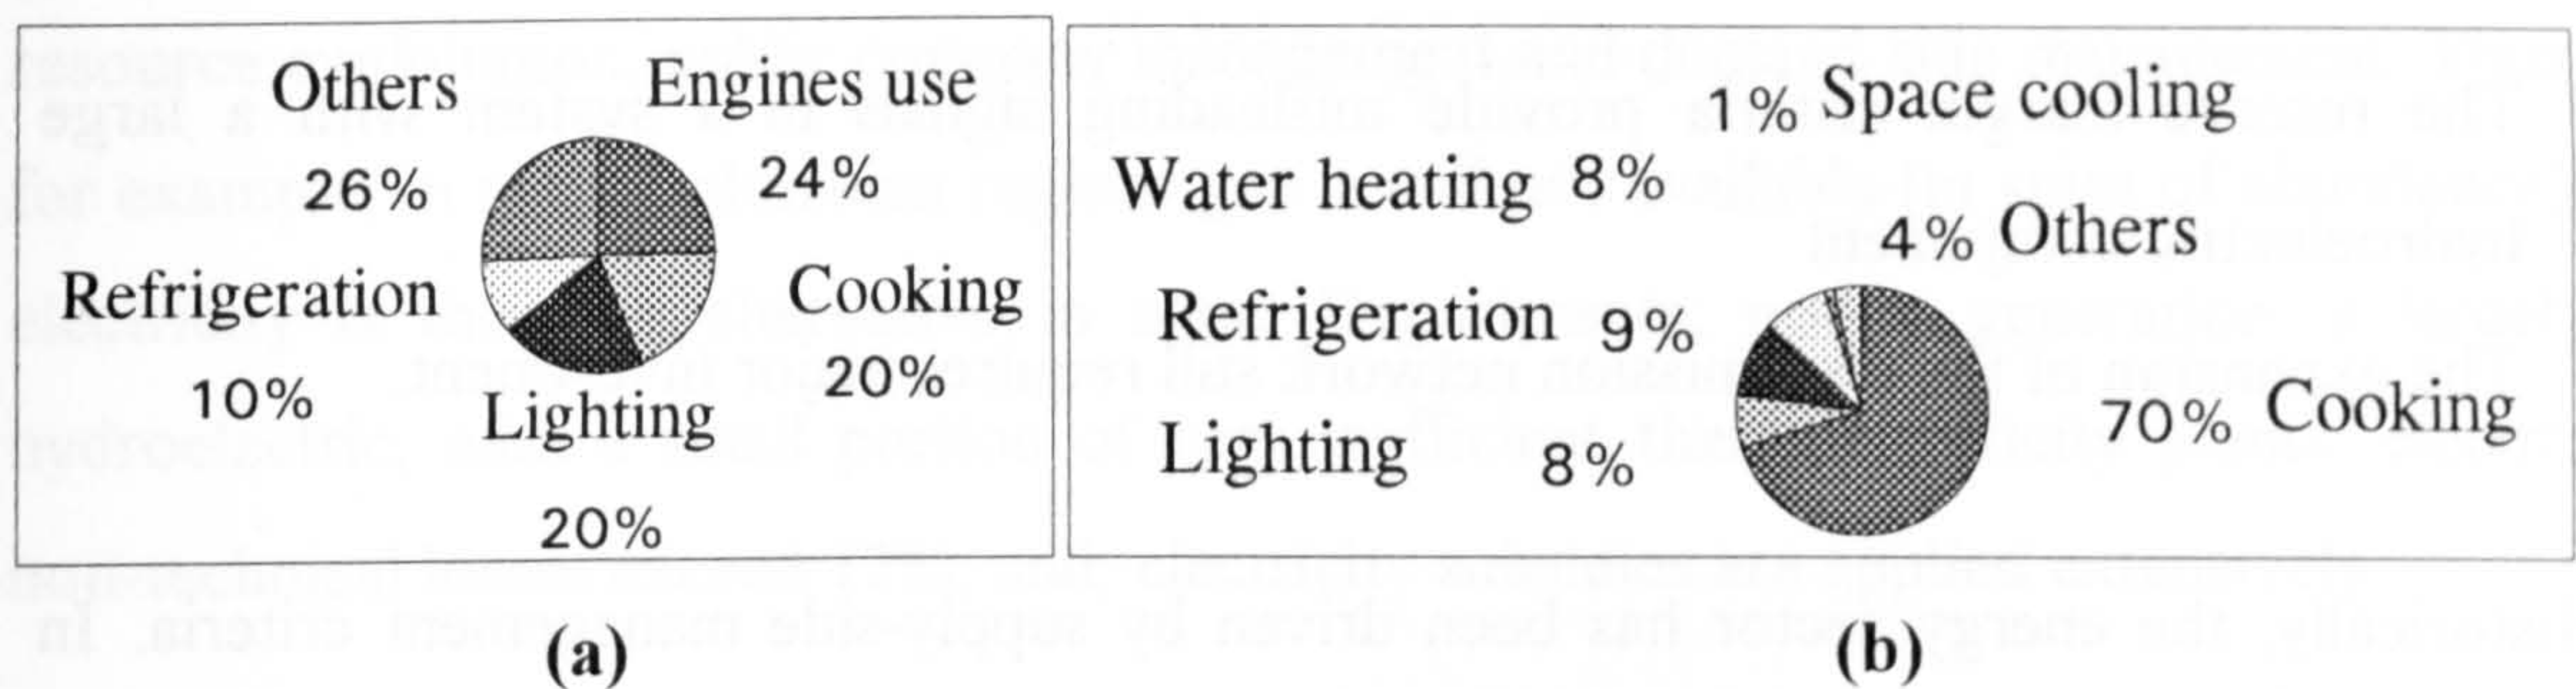 Others
Engines use
26%
24%
Refrigeration
Cooking
10%
20%
Lighting
20%
(a)
1% Space cooling
Water heating 8%
4% Others
Refrigeration 9%
70% Cooking
Lighting 8%
(b)